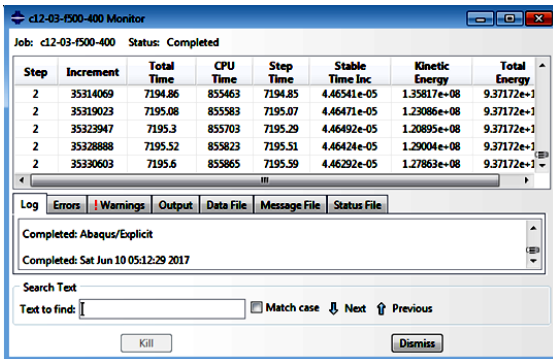 c12-03-f500-400 Monitor
Job: c12-03-f500-400 Status: Completed
Step Increment Total Time CPU Time Step Time Stable Time Inc Kinetic Energy Total Energy
2 35314069 7194.86 855463 7194.85 4.46541e-05 1.35817e+08 9.37172e+1
2 35319023 7195.08 855583 7195.07 4.46471e-05 1.23086e+08 9.37172e+1
2 35323947 7195.3 855703 7195.29 4.46492e-05 1.20895e+08 9.37172e+1
2 35328888 7195.52 855823 7195.51 4.46424e-05 1.29004e+08 9.37172e+1
2 35330603 7195.6 855865 7195.59 4.46292e-05 1.27863e+08 9.37172e+1
Log Errors ! Warnings Output Data File Message File Status File
Completed: Abaqus/Explicit
Completed: Sat Jun 10 05:12:29 2017
Search Text
Text to find: Match case Next Previous
Kill Dismiss